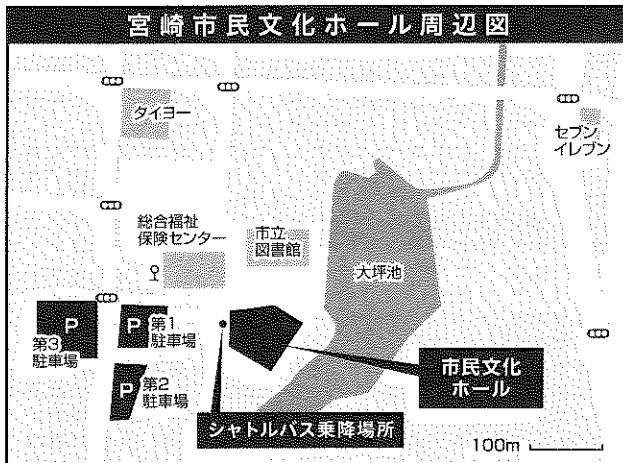 宮崎市民文化ホール周辺図
タイヨー
セブン
イレブン
総合福祉
保険センター
市立
図書館
大坪池
P
第3
駐車場
P
第1
駐車場
P
第2
駐車場
市民文化
ホール
シャトルバス乗降場所
100m